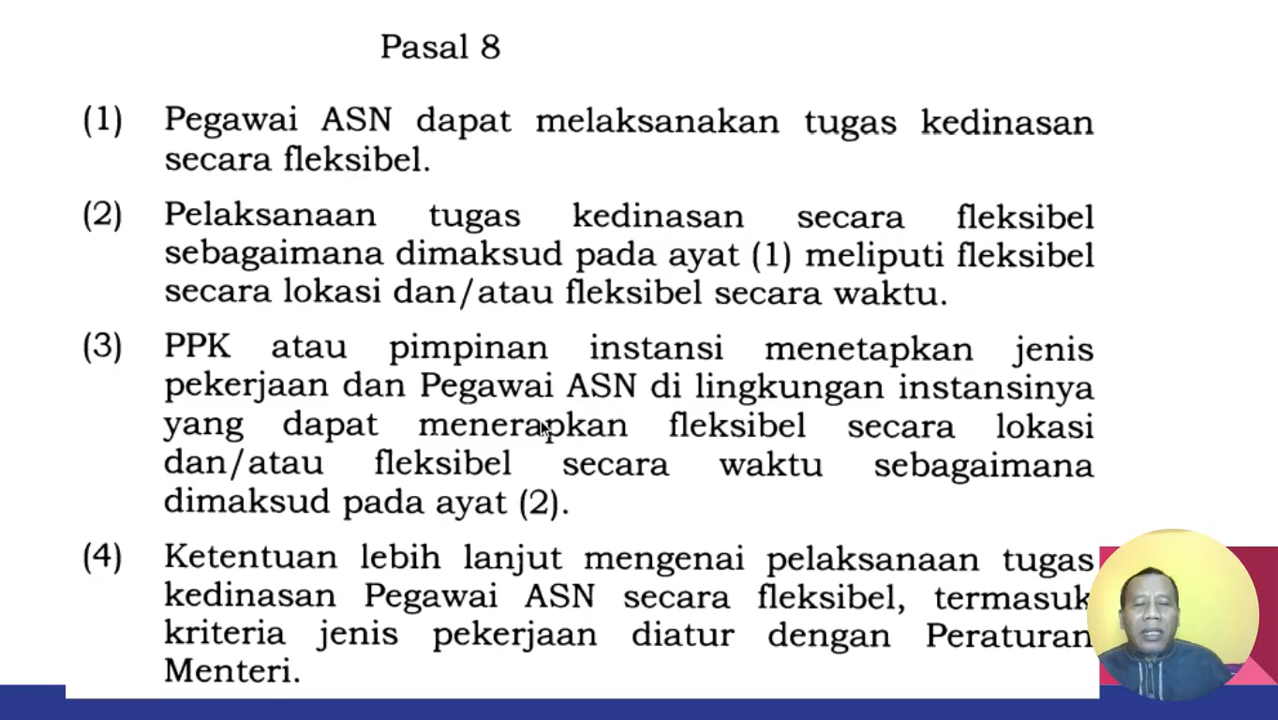 Pasal 8
(1) Pegawai ASN dapat melaksanakan tugas kedinasan
secara fleksibel.
(2) Pelaksanaan tugas kedinasan secara fleksibel
sebagaimana dimaksud pada ayat (1) meliputi fleksibel
secara lokasi dan/atau fleksibel secara waktu.
(3) PPK atau pimpinan instansi menetapkan jenis
pekerjaan dan Pegawai ASN di lingkungan instansinya
yang dapat menerapkan fleksibel secara lokasi
dan/atau fleksibel secara waktu sebagaimana
dimaksud pada ayat (2).
(4) Ketentuan lebih lanjut mengenai pelaksanaan tugas
kedinasan Pegawai ASN secara fleksibel, termasuk
kriteria jenis pekerjaan diatur dengan Peraturan
Menteri.